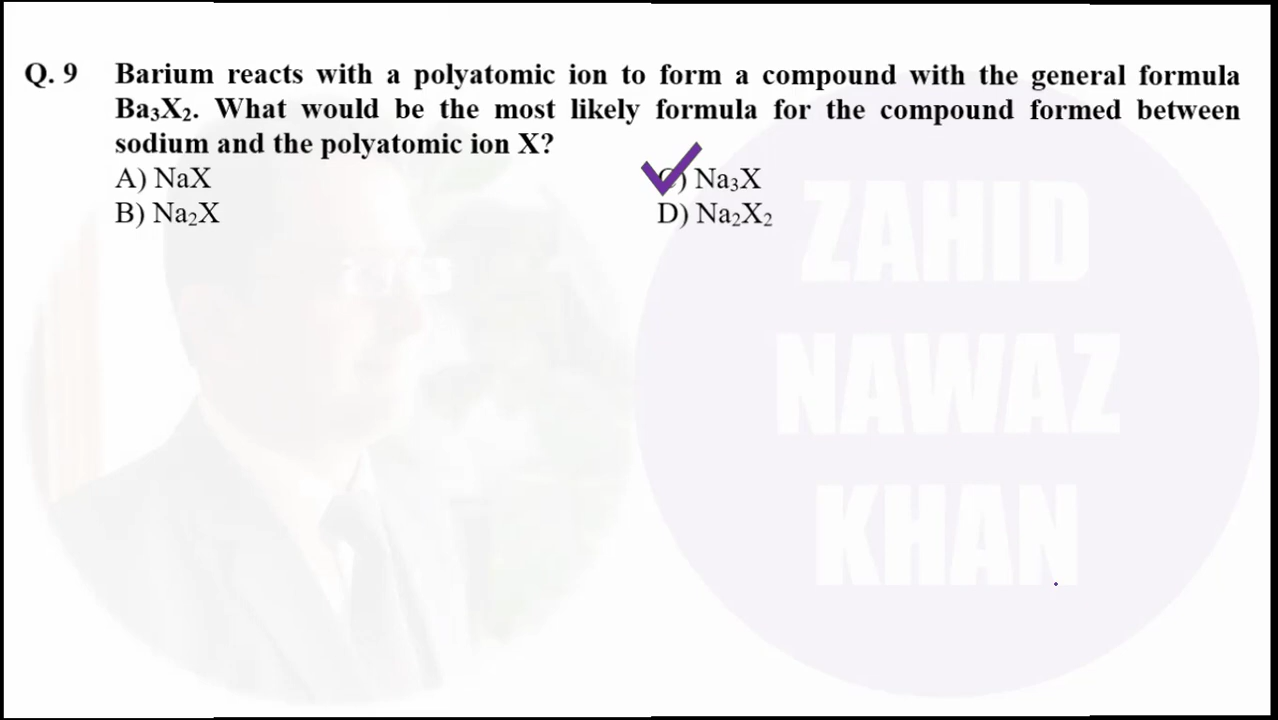 Q. 9 Barium reacts with a polyatomic ion to form a compound with the general formula
Ba₃X₂. What would be the most likely formula for the compound formed between
sodium and the polyatomic ion X?
A) NaX C) Na₃X
B) Na₂X D) Na₂X₂
ZAHID
NAWAZ
KHAN